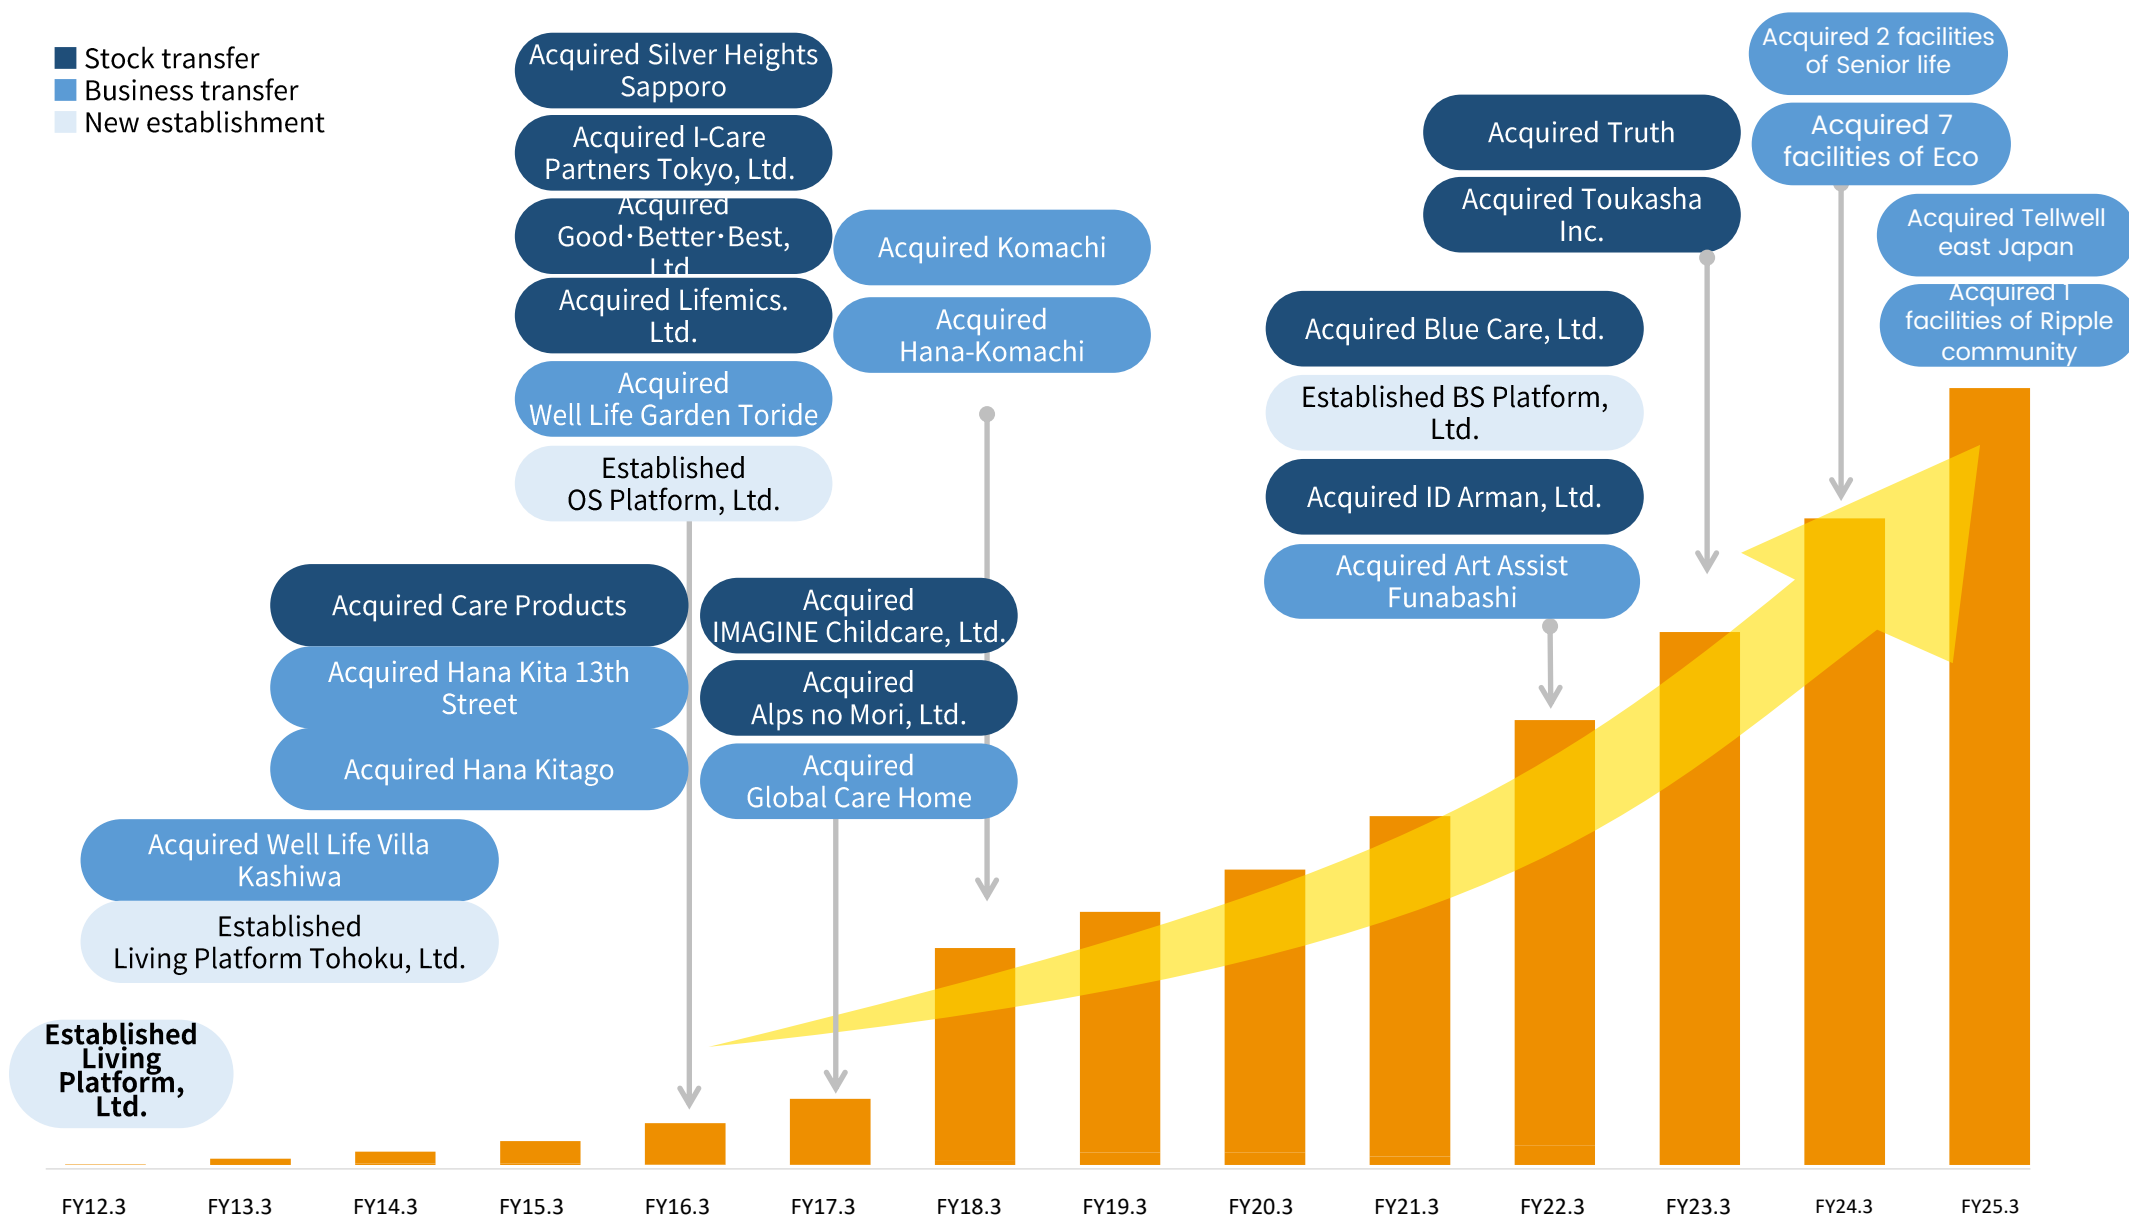 Stock transfer
Business transfer
New establishment
Acquired Silver Heights
Sapporo
Acquired I-Care
Partners Tokyo, Ltd.
Acquired
Good･Better･Best,
Ltd.
Acquired Lifemics.
Ltd.
Acquired
Well Life Garden Toride
Established
OS Platform, Ltd.
Acquired Komachi
Acquired
Hana-Komachi
Acquired Care Products
Acquired Hana Kita 13th
Street
Acquired Hana Kitago
Acquired
IMAGINE Childcare, Ltd.
Acquired
Alps no Mori, Ltd.
Acquired
Global Care Home
Acquired Well Life Villa
Kashiwa
Established
Living Platform Tohoku, Ltd.
Established
Living
Platform,
Ltd.
Acquired 2 facilities
of Senior life
Acquired 7
facilities of Eco
Acquired Truth
Acquired Toukasha
Inc.
Acquired Tellwell
east Japan
Acquired 1
facilities of Ripple
community
Acquired Blue Care, Ltd.
Established BS Platform,
Ltd.
Acquired ID Arman, Ltd.
Acquired Art Assist
Funabashi
FY12.3
FY13.3
FY14.3
FY15.3
FY16.3
FY17.3
FY18.3
FY19.3
FY20.3
FY21.3
FY22.3
FY23.3
FY24.3
FY25.3